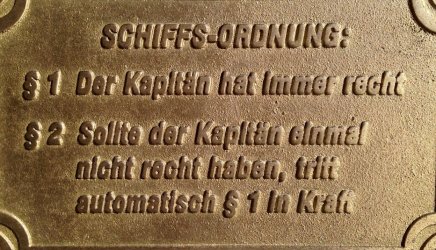 SCHIFFS-ORDNUNG:
§ 1 Der Kapitän hat immer recht
§ 2 Sollte der Kapitän einmal
nicht recht haben, tritt
automatisch § 1 in Kraft